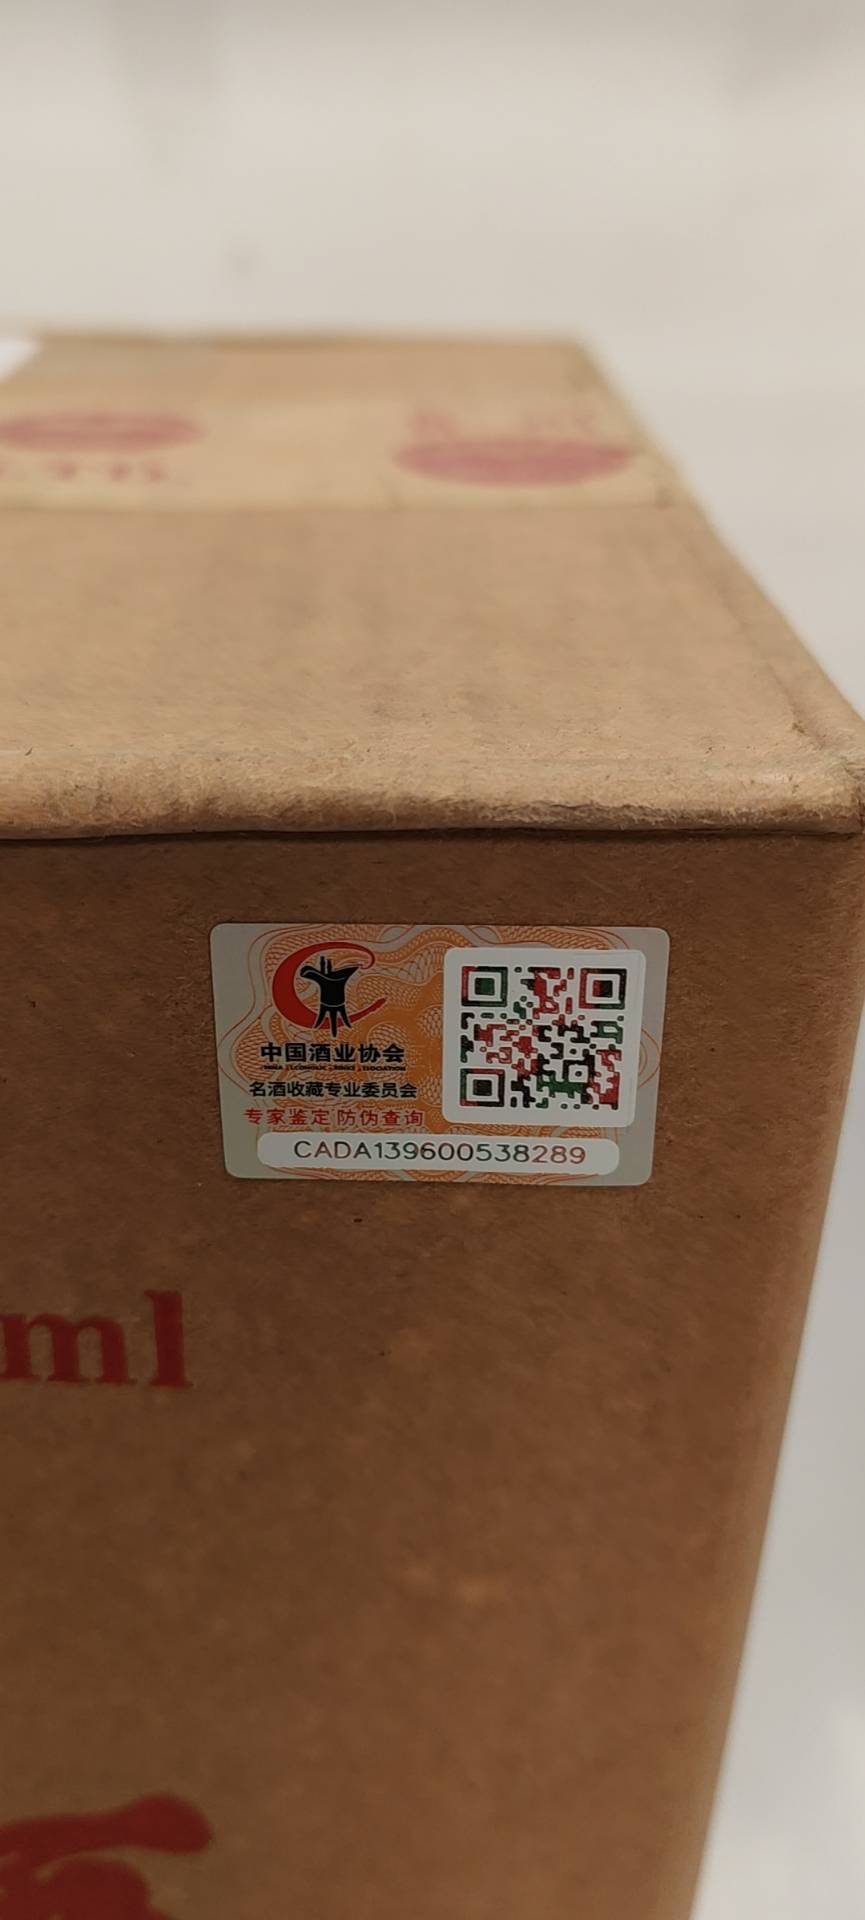 中国酒业协会
名酒收藏专业委员会
专家鉴定 防伪查询
CADA139600538289
ml